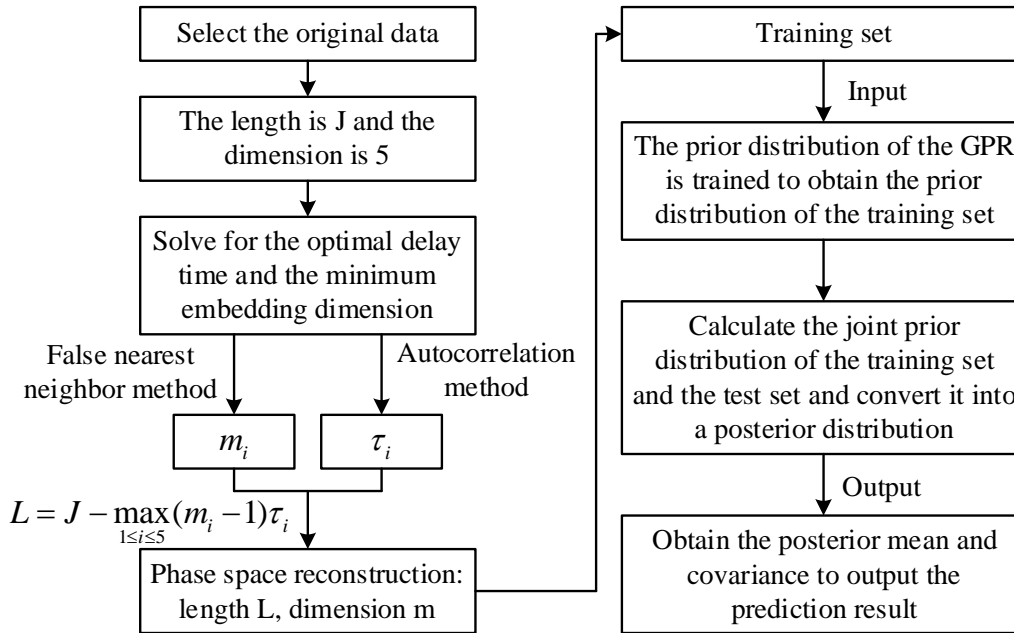 Select the original data
The length is J and the
dimension is 5
Solve for the optimal delay
time and the minimum
embedding dimension
False nearest
neighbor method
Autocorrelation
method
m_i
τ_i
L = J − max_{1≤i≤5}(m_i −1)τ_i
Phase space reconstruction:
length L, dimension m
Training set
Input
The prior distribution of the GPR
is trained to obtain the prior
distribution of the training set
Calculate the joint prior
distribution of the training set
and the test set and convert it into
a posterior distribution
Output
Obtain the posterior mean and
covariance to output the
prediction result